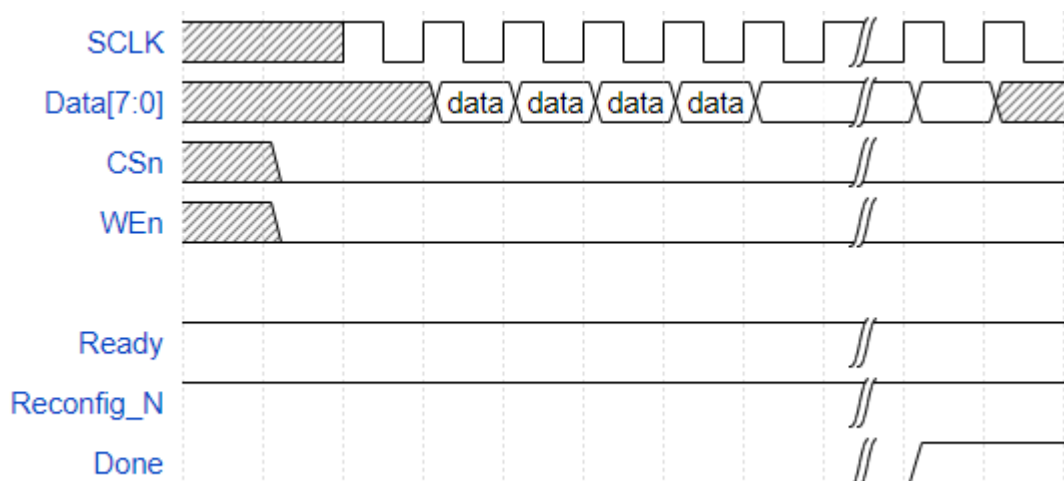 SCLK
Data[7:0] data data data data
CSn
WEn
Ready
Reconfig_N
Done